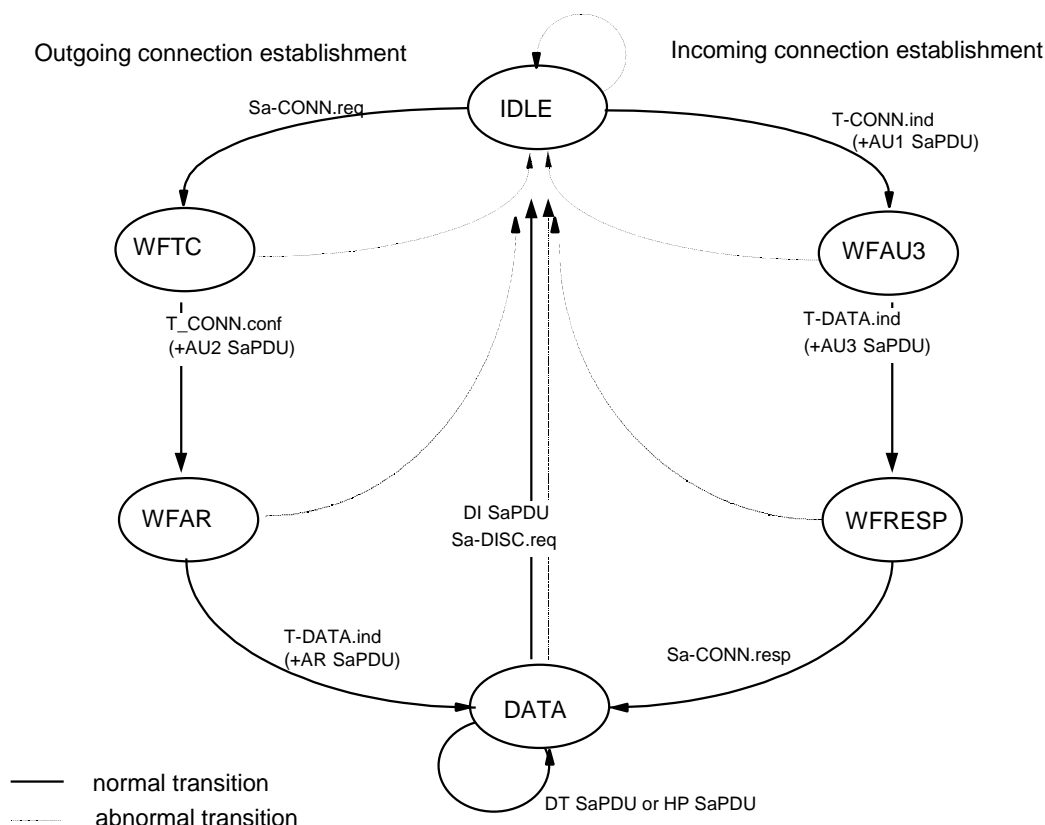 Outgoing connection establishment
Incoming connection establishment
IDLE
Sa-CONN.req
T-CONN.ind
(+AU1 SaPDU)
WFTC
WFAU3
T_CONN.conf
(+AU2 SaPDU)
T-DATA.ind
(+AU3 SaPDU)
WFAR
WFRESP
DI SaPDU
Sa-DISC.req
T-DATA.ind
(+AR SaPDU)
Sa-CONN.resp
DATA
normal transition
DT SaPDU or HP SaPDU
abnormal transition